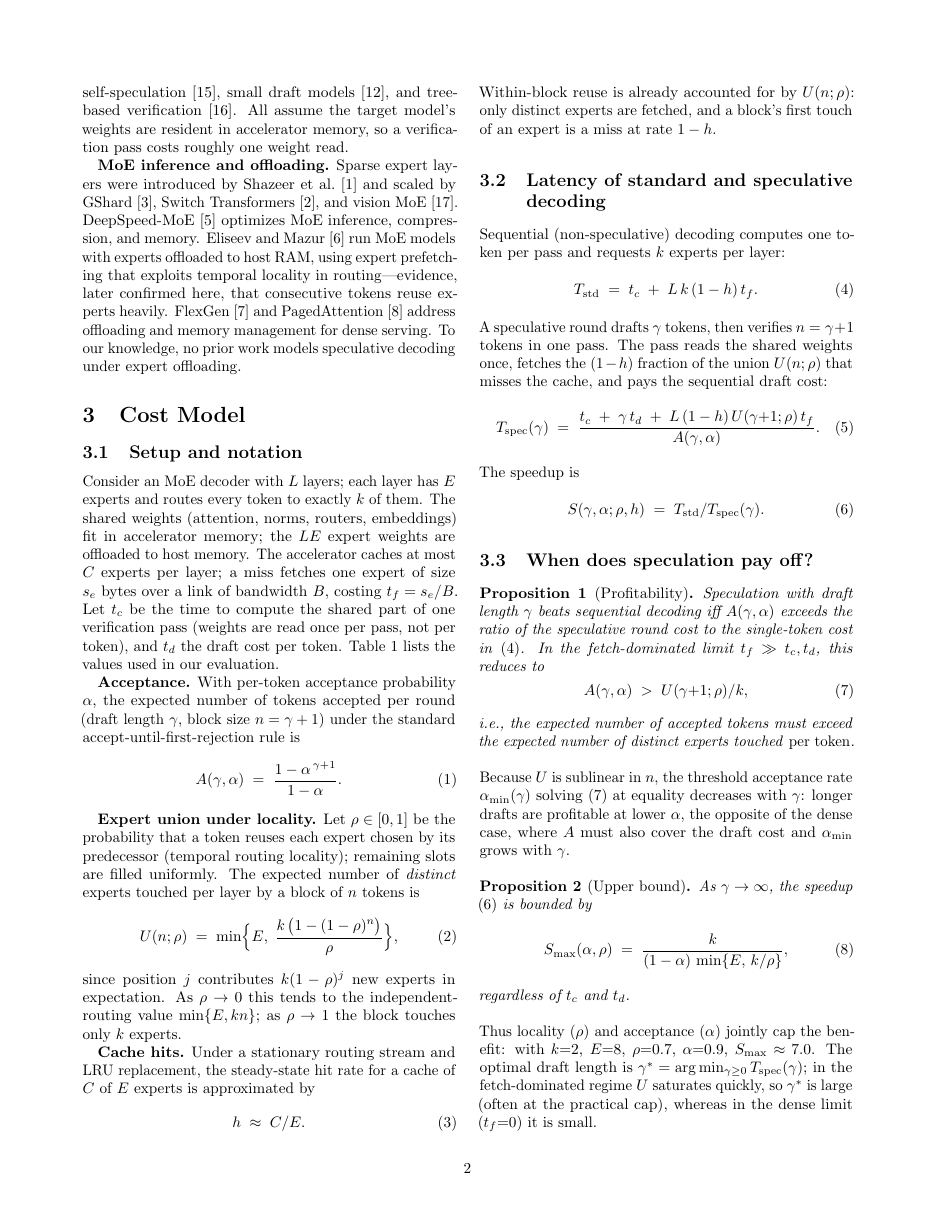 self-speculation [15], small draft models [12], and tree-
based verification [16]. All assume the target model's
weights are resident in accelerator memory, so a verifica-
tion pass costs roughly one weight read.
MoE inference and offloading. Sparse expert lay-
ers were introduced by Shazeer et al. [1] and scaled by
GShard [3], Switch Transformers [2], and vision MoE [17].
DeepSpeed-MoE [5] optimizes MoE inference, compres-
sion, and memory. Eliseev and Mazur [6] run MoE models
with experts offloaded to host RAM, using expert prefetch-
ing that exploits temporal locality in routing—evidence,
later confirmed here, that consecutive tokens reuse ex-
perts heavily. FlexGen [7] and PagedAttention [8] address
offloading and memory management for dense serving. To
our knowledge, no prior work models speculative decoding
under expert offloading.
3 Cost Model
3.1 Setup and notation
Consider an MoE decoder with L layers; each layer has E
experts and routes every token to exactly k of them. The
shared weights (attention, norms, routers, embeddings)
fit in accelerator memory; the LE expert weights are
offloaded to host memory. The accelerator caches at most
C experts per layer; a miss fetches one expert of size
s_e bytes over a link of bandwidth B, costing t_f = s_e/B.
Let t_c be the time to compute the shared part of one
verification pass (weights are read once per pass, not per
token), and t_d the draft cost per token. Table 1 lists the
values used in our evaluation.
Acceptance. With per-token acceptance probability
α, the expected number of tokens accepted per round
(draft length γ, block size n = γ + 1) under the standard
accept-until-first-rejection rule is
A(γ, α) = (1 − α^{γ+1}) / (1 − α). (1)
Expert union under locality. Let ρ ∈ [0, 1] be the
probability that a token reuses each expert chosen by its
predecessor (temporal routing locality); remaining slots
are filled uniformly. The expected number of distinct
experts touched per layer by a block of n tokens is
U(n; ρ) = min{E, k(1 − (1 − ρ)^n) / ρ}, (2)
since position j contributes k(1 − ρ)^j new experts in
expectation. As ρ → 0 this tends to the independent-
routing value min{E, kn}; as ρ → 1 the block touches
only k experts.
Cache hits. Under a stationary routing stream and
LRU replacement, the steady-state hit rate for a cache of
C of E experts is approximated by
h ≈ C/E. (3)
Within-block reuse is already accounted for by U(n; ρ):
only distinct experts are fetched, and a block's first touch
of an expert is a miss at rate 1 − h.
3.2 Latency of standard and speculative
decoding
Sequential (non-speculative) decoding computes one to-
ken per pass and requests k experts per layer:
T_std = t_c + L k (1 − h) t_f. (4)
A speculative round drafts γ tokens, then verifies n = γ+1
tokens in one pass. The pass reads the shared weights
once, fetches the (1−h) fraction of the union U(n; ρ) that
misses the cache, and pays the sequential draft cost:
T_spec(γ) = (t_c + γ t_d + L (1 − h) U(γ+1; ρ) t_f) / A(γ, α). (5)
The speedup is
S(γ, α; ρ, h) = T_std/T_spec(γ). (6)
3.3 When does speculation pay off?
Proposition 1 (Profitability). Speculation with draft
length γ beats sequential decoding iff A(γ, α) exceeds the
ratio of the speculative round cost to the single-token cost
in (4). In the fetch-dominated limit t_f ≫ t_c, t_d, this
reduces to
A(γ, α) > U(γ+1; ρ)/k, (7)
i.e., the expected number of accepted tokens must exceed
the expected number of distinct experts touched per token.
Because U is sublinear in n, the threshold acceptance rate
α_min(γ) solving (7) at equality decreases with γ: longer
drafts are profitable at lower α, the opposite of the dense
case, where A must also cover the draft cost and α_min
grows with γ.
Proposition 2 (Upper bound). As γ → ∞, the speedup
(6) is bounded by
S_max(α, ρ) = k / ((1 − α) min{E, k/ρ}), (8)
regardless of t_c and t_d.
Thus locality (ρ) and acceptance (α) jointly cap the ben-
efit: with k=2, E=8, ρ=0.7, α=0.9, S_max ≈ 7.0. The
optimal draft length is γ* = arg min_{γ≥0} T_spec(γ); in the
fetch-dominated regime U saturates quickly, so γ* is large
(often at the practical cap), whereas in the dense limit
(t_f=0) it is small.
2